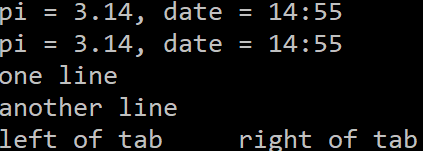 pi = 3.14, date = 14:55
pi = 3.14, date = 14:55
one line
another line
left of tab     right of tab